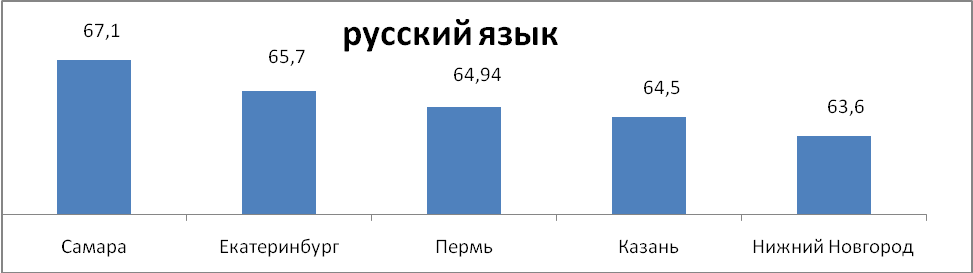 русский язык
67,1
65,7
64,94
64,5
63,6
Самара
Екатеринбург
Пермь
Казань
Нижний Новгород